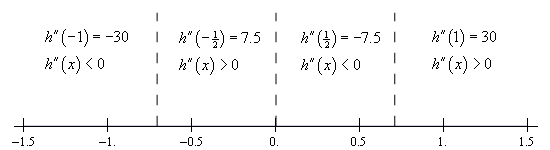 h″(−1) = −30 h″(−½) = 7.5 h″(½) = −7.5 h″(1) = 30
h″(x) < 0 h″(x) > 0 h″(x) < 0 h″(x) > 0
−1.5 −1. −0.5 0. 0.5 1. 1.5